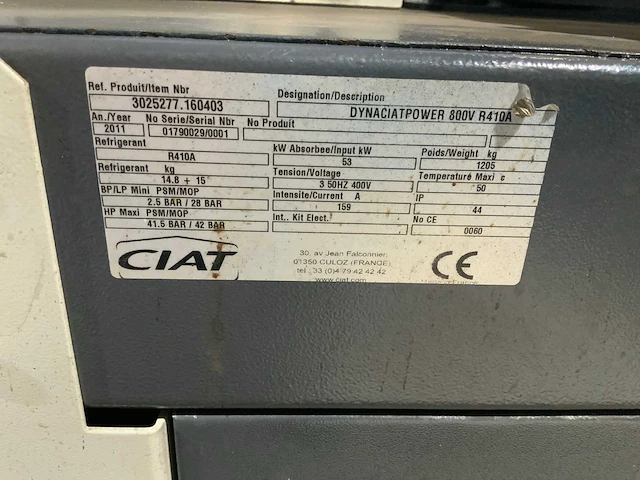 Ref. Produit/Item Nbr
3025277.160403
Designation/Description
DYNACIATPOWER 800V R410A
An./Year
2011
No Serie/Serial Nbr
01790029/0001
No Produit
Refrigerant
R410A
kW Absorbee/Input kW
53
Poids/Weight kg
1205
Refrigerant kg
14.8 + 15
Tension/Voltage
3 50HZ 400V
Temperature Maxi c
50
BP/LP Mini PSM/MOP
2.5 BAR / 28 BAR
Intensite/Current A
159
IP
44
HP Maxi PSM/MOP
41.5 BAR / 42 BAR
Int.. Kit Elect.
No CE
0060
CIAT
30, av Jean Falconnier
01350 CULOZ (FRANCE)
tel : 33 (0)4 79 42 42 42
www.ciat.com
CE